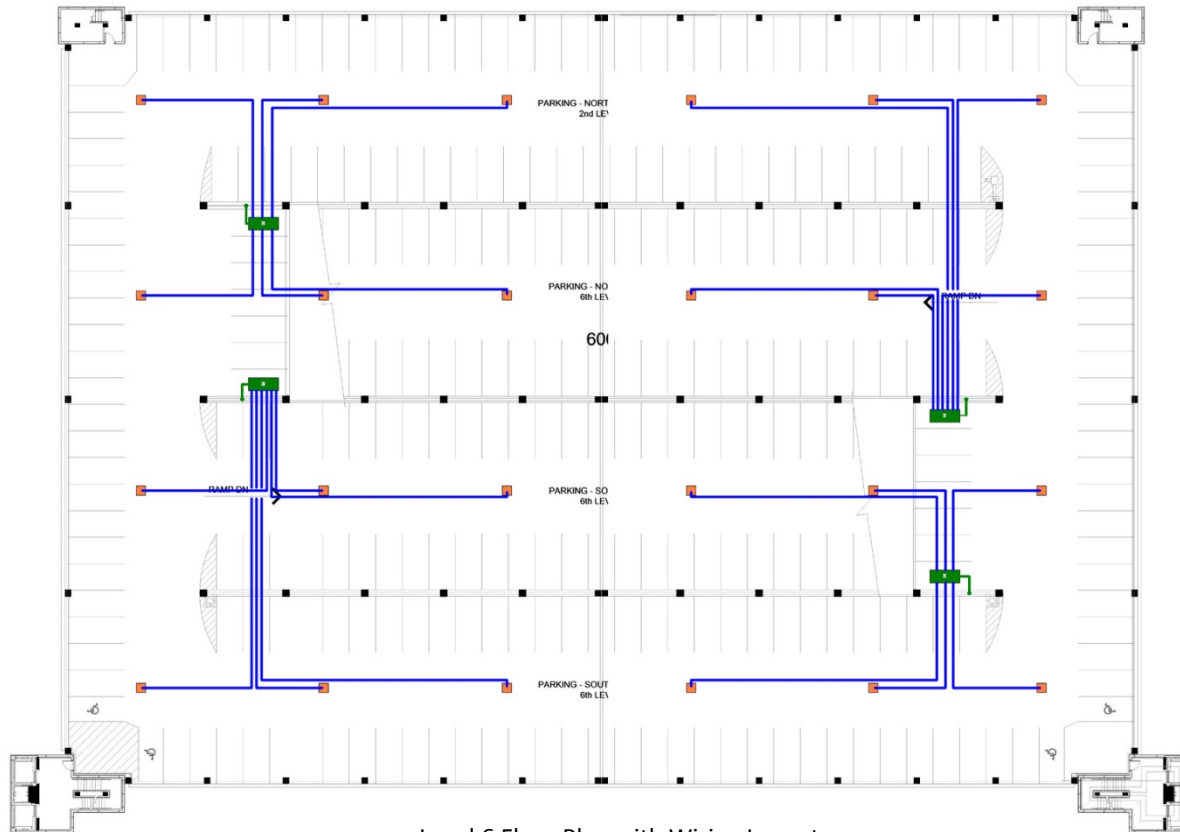 PARKING - NORT
2nd LEV
PARKING - NO
6th LEV
RAMP DN
600
RAMP DN
PARKING - SO
6th LEV
PARKING - SOUT
6th LEV